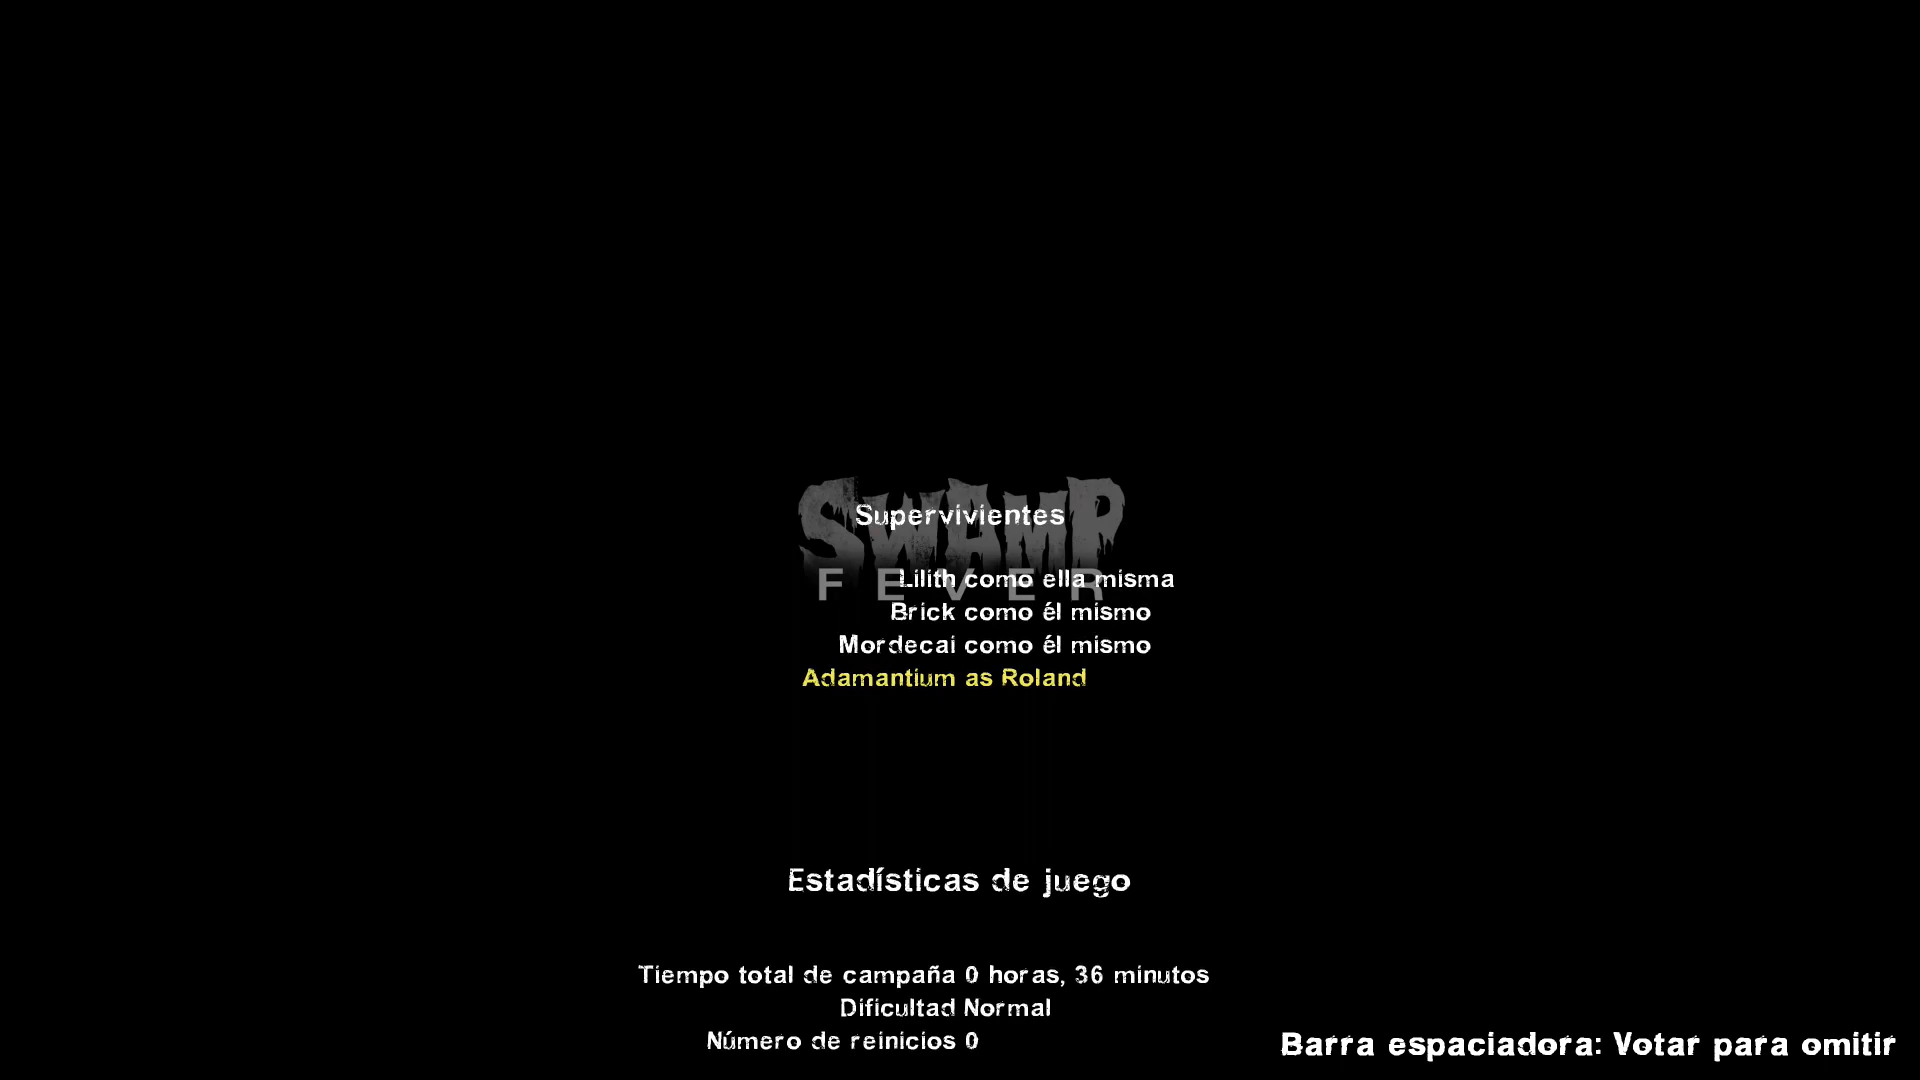 SWAMP
FEVER
Supervivientes
Lilith como ella misma
Brick como él mismo
Mordecai como él mismo
Adamantium as Roland
Estadísticas de juego
Tiempo total de campaña 0 horas, 36 minutos
Dificultad Normal
Número de reinicios 0
Barra espaciadora: Votar para omitir